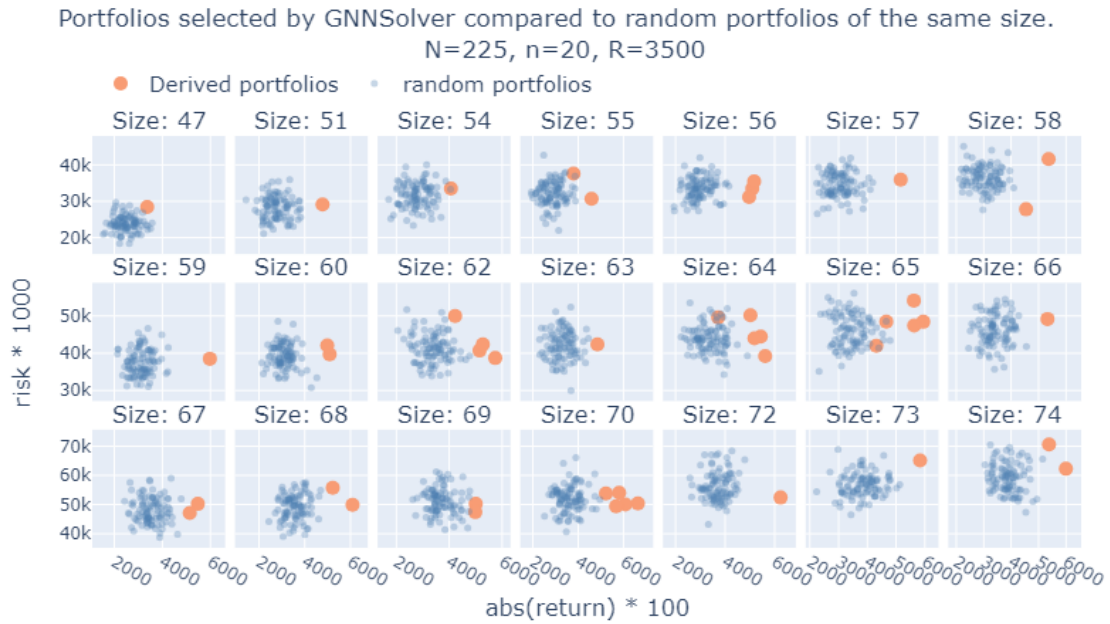 Portfolios selected by GNNSolver compared to random portfolios of the same size.
N=225, n=20, R=3500
Derived portfolios random portfolios
Size: 47 Size: 51 Size: 54 Size: 55 Size: 56 Size: 57 Size: 58
40k
30k
20k
Size: 59 Size: 60 Size: 62 Size: 63 Size: 64 Size: 65 Size: 66
50k
40k
30k
risk * 1000
Size: 67 Size: 68 Size: 69 Size: 70 Size: 72 Size: 73 Size: 74
70k
60k
50k
40k
2000 4000 6000 2000 4000 6000 2000 4000 6000 2000 4000 6000 2000 4000 6000 2000 3000 4000 5000 6000 2000 3000 4000 5000 6000
abs(return) * 100